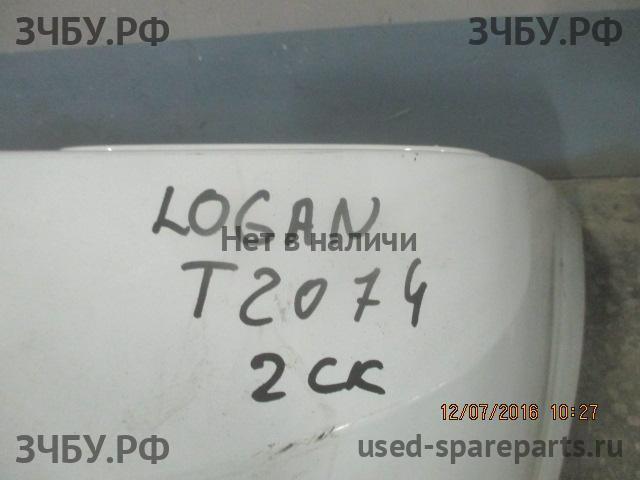 ЗЧБУ.РФ ЗЧБУ.РФ
LOGAN
Нет в наличи
T2074
2 СК
12/07/2016 10:27
ЗЧБУ.РФ used-spareparts.ru